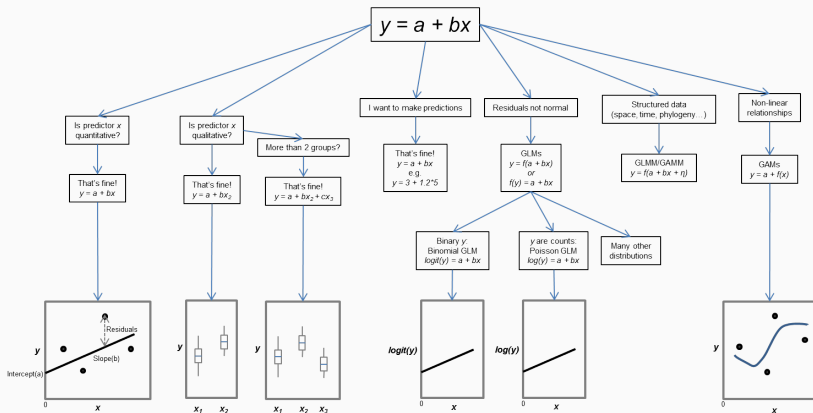 y = a + bx
Is predictor x
quantitative?
That's fine!
y = a + bx
Is predictor x
qualitative?
That's fine!
y = a + bx₂
More than 2 groups?
That's fine!
y = a + bx₂ + cx₃
I want to make predictions
That's fine!
y = a + bx
e.g.
y = 3 + 1.2*5
Residuals not normal
GLMs
y = f(a + bx)
or
f(y) = a + bx
Binary y:
Binomial GLM
logit(y) = a + bx
y are counts:
Poisson GLM
log(y) = a + bx
Many other
distributions
Structured data
(space, time, phylogeny…)
GLMM/GAMM
y = f(a + bx + η)
Non-linear
relationships
GAMs
y = a + f(x)
y
Residuals
Slope(b)
Intercept(a)
0
x
y
x₁ x₂
y
x₁ x₂ x₃
logit(y)
0
x
log(y)
0
x
y
0
x